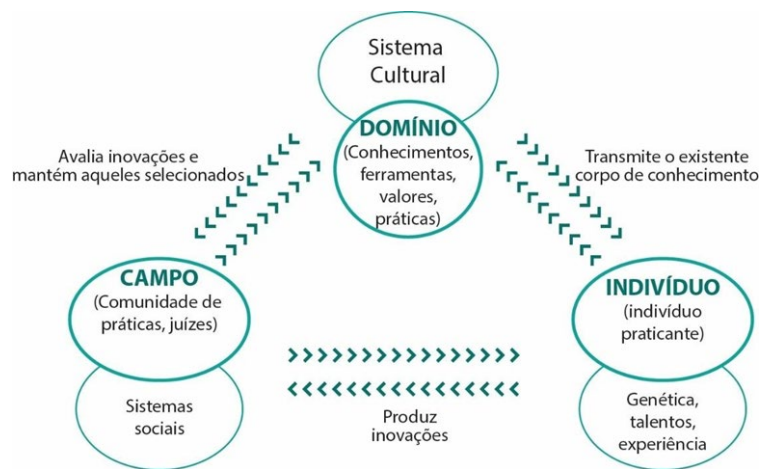 Sistema
Cultural
DOMÍNIO
(Conhecimentos,
ferramentas,
valores,
práticas)
Avalia inovações e
mantém aqueles selecionados
Transmite o existente
corpo de conhecimento
CAMPO
(Comunidade de
práticas, juízes)
INDIVÍDUO
(indivíduo
praticante)
Sistemas
sociais
Produz
inovações
Genética,
talentos,
experiência